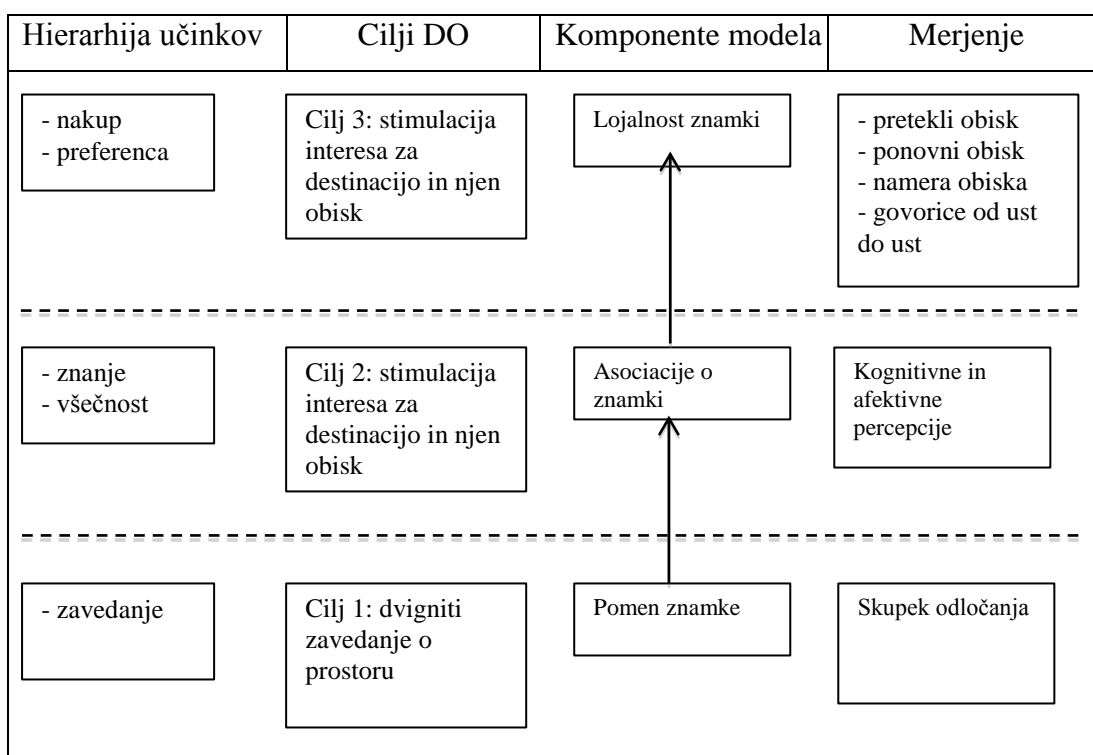 Hierarhija učinkov
Cilji DO
Komponente modela
Merjenje
- nakup
- preferenca
Cilj 3: stimulacija
interesa za
destinacijo in njen
obisk
Lojalnost znamki
- pretekli obisk
- ponovni obisk
- namera obiska
- govorice od ust
do ust
- znanje
- všečnost
Cilj 2: stimulacija
interesa za
destinacijo in njen
obisk
Asociacije o
znamki
Kognitivne in
afektivne
percepcije
- zavedanje
Cilj 1: dvigniti
zavedanje o
prostoru
Pomen znamke
Skupek odločanja